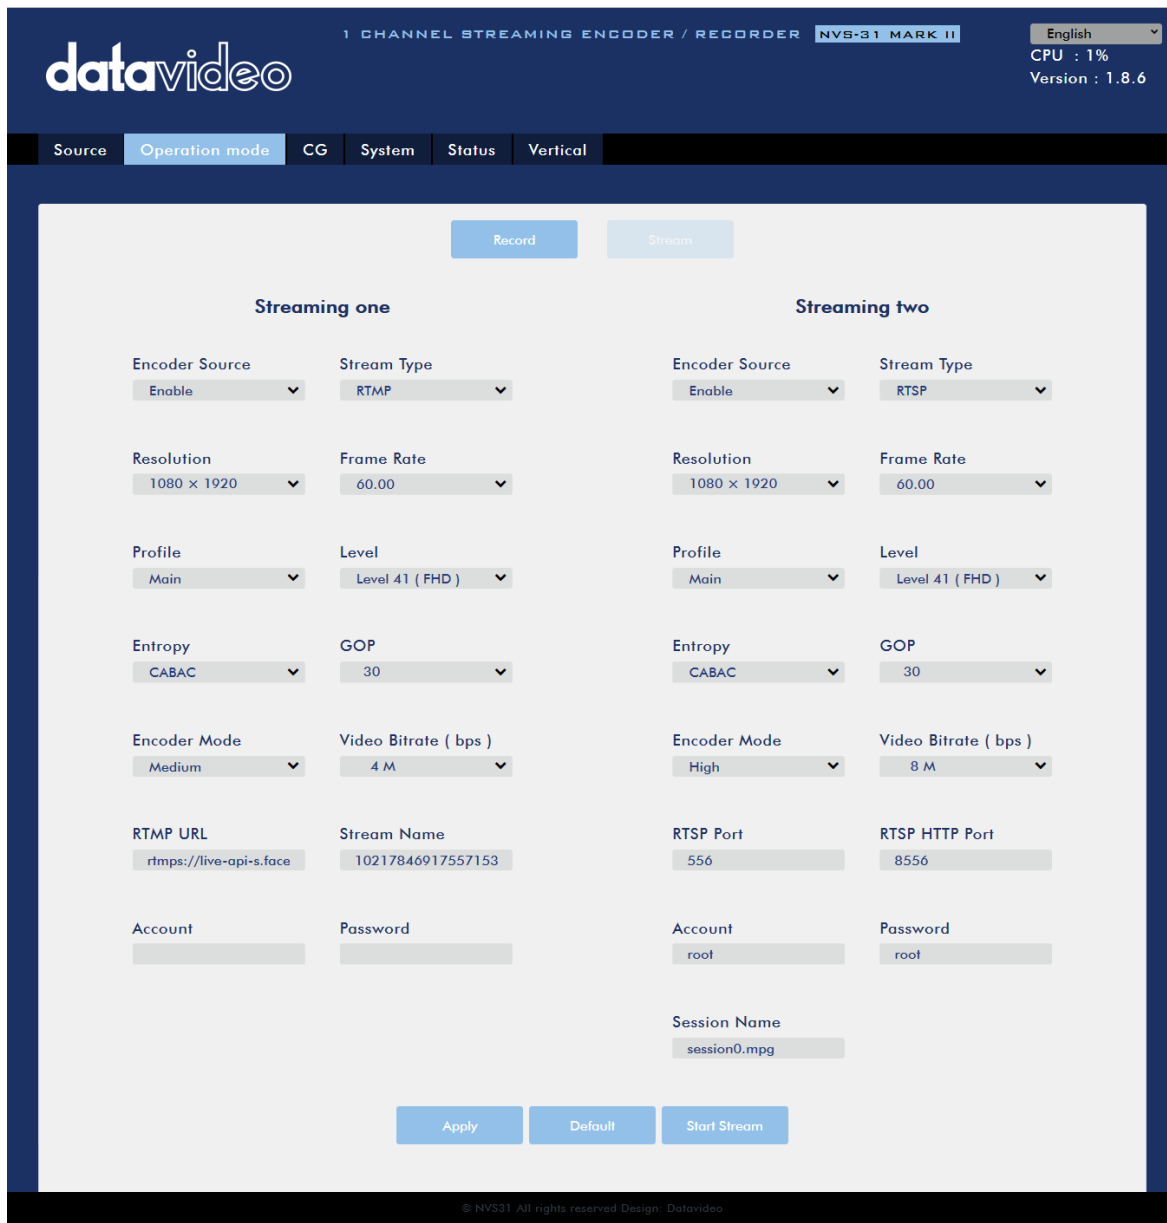 1 CHANNEL STREAMING ENCODER / RECORDER NVS-31 MARK II
English
datavideo
CPU : 1%
Version : 1.8.6
Source Operation mode CG System Status Vertical
Record Stream
Streaming one Streaming two
Encoder Source Stream Type Encoder Source Stream Type
Enable RTMP Enable RTSP
Resolution Frame Rate Resolution Frame Rate
1080 × 1920 60.00 1080 × 1920 60.00
Profile Level Profile Level
Main Level 41 ( FHD ) Main Level 41 ( FHD )
Entropy GOP Entropy GOP
CABAC 30 CABAC 30
Encoder Mode Video Bitrate ( bps ) Encoder Mode Video Bitrate ( bps )
Medium 4 M High 8 M
RTMP URL Stream Name RTSP Port RTSP HTTP Port
rtmps://live-api-s.face 10217846917557153 556 8556
Account Password Account Password
root root
Session Name
session0.mpg
Apply Default Start Stream
© NVS31 All rights reserved Design: Datavideo